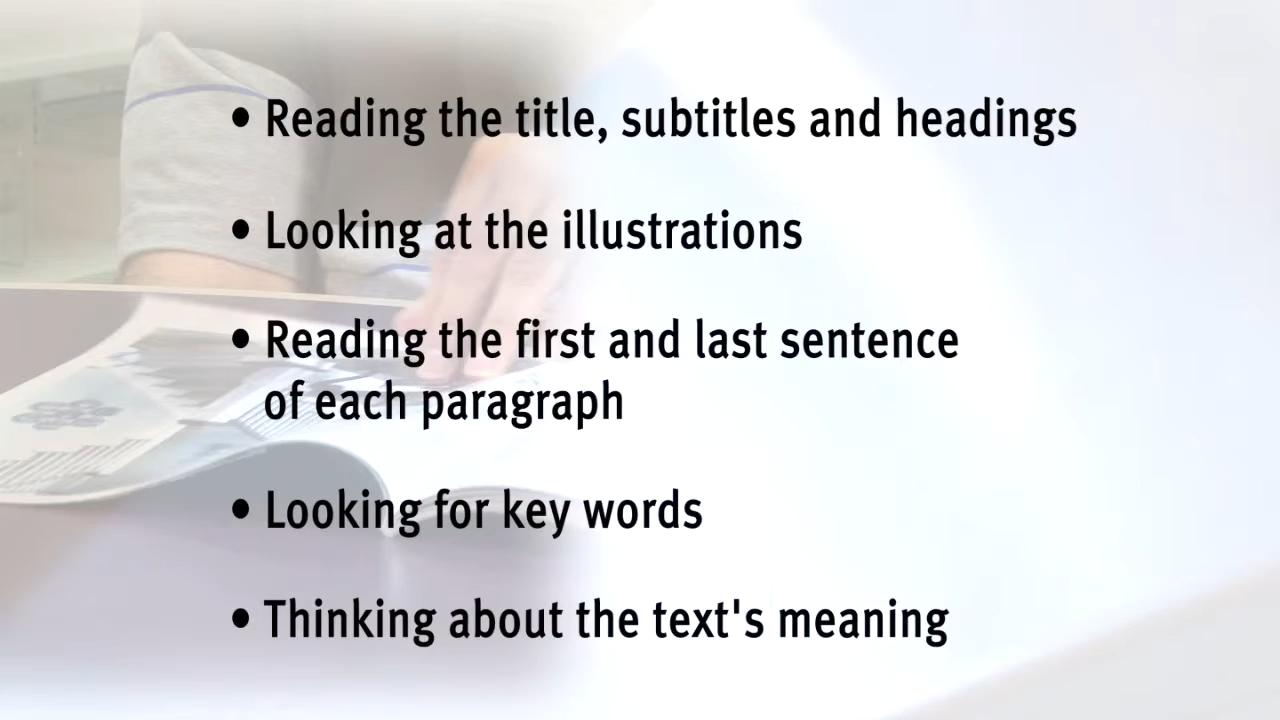 • Reading the title, subtitles and headings
• Looking at the illustrations
• Reading the first and last sentence
of each paragraph
• Looking for key words
• Thinking about the text's meaning